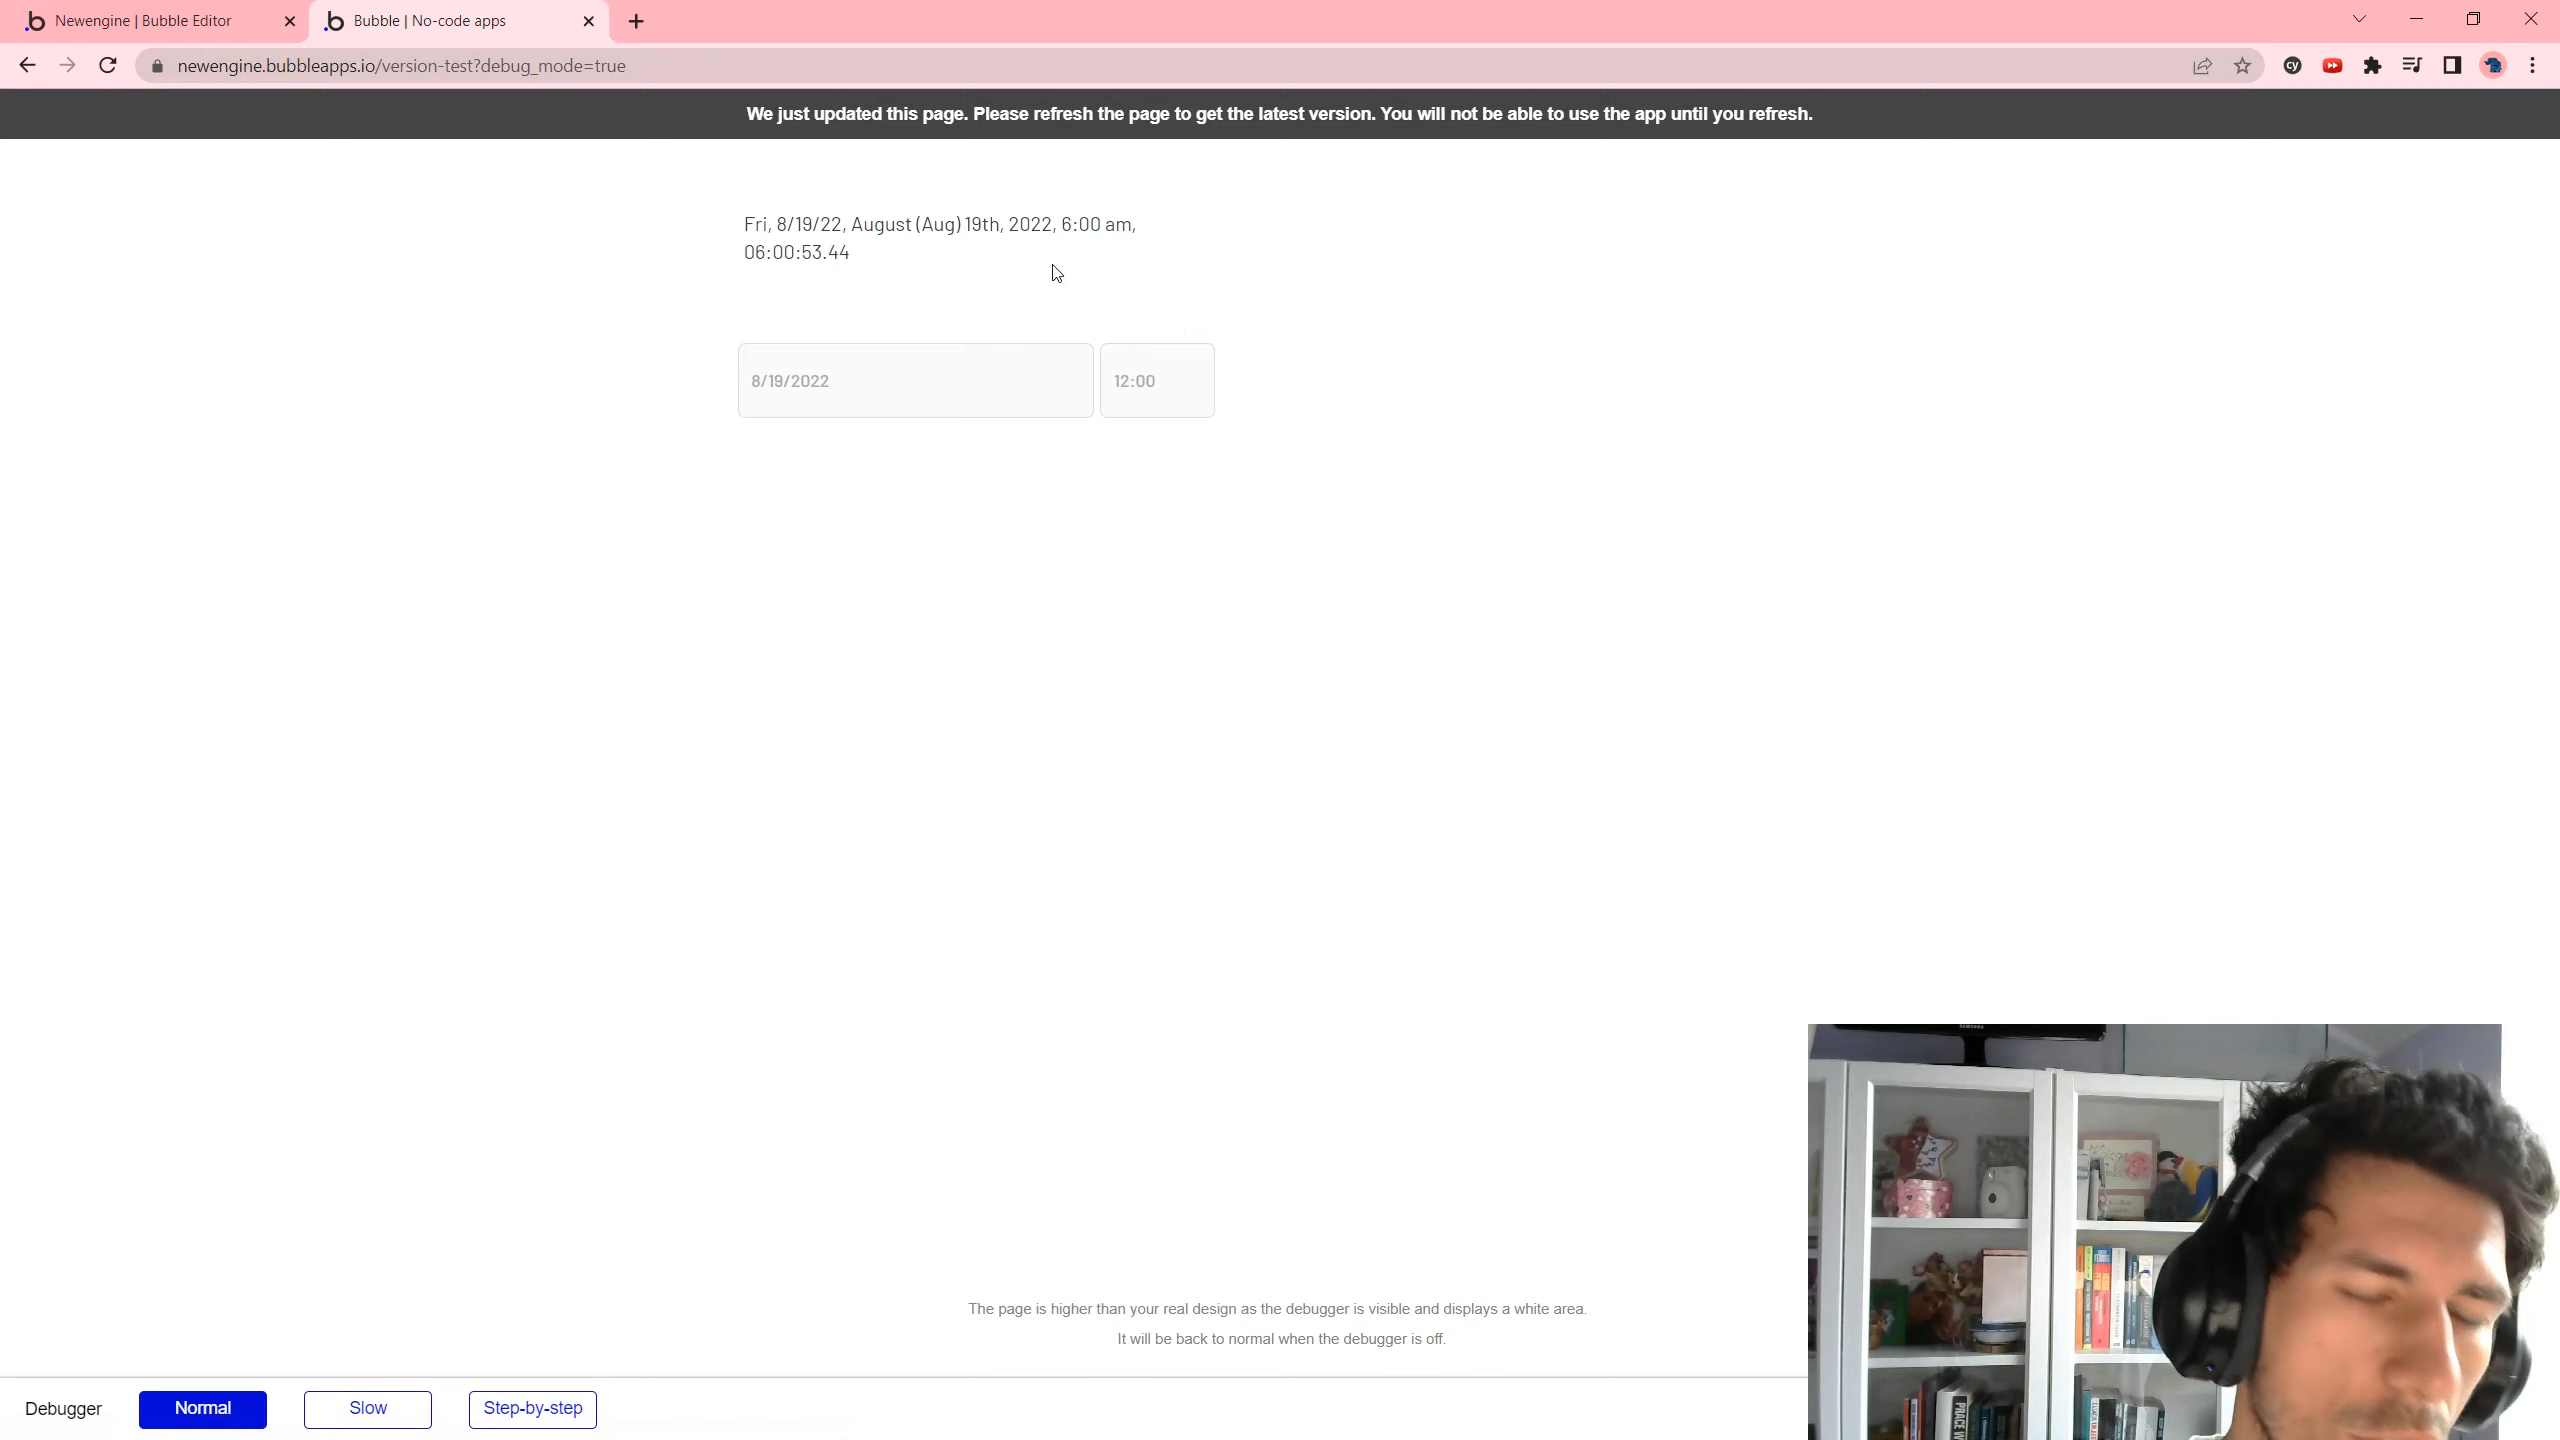 Newengine | Bubble Editor
Bubble | No-code apps
newengine.bubbleapps.io/version-test?debug_mode=true
We just updated this page. Please refresh the page to get the latest version. You will not be able to use the app until you refresh.
Fri, 8/19/22, August (Aug) 19th, 2022, 6:00 am,
06:00:53.44
8/19/2022
12:00
The page is higher than your real design as the debugger is visible and displays a white area.
It will be back to normal when the debugger is off.
Debugger
Normal
Slow
Step-by-step
SAMSUNG